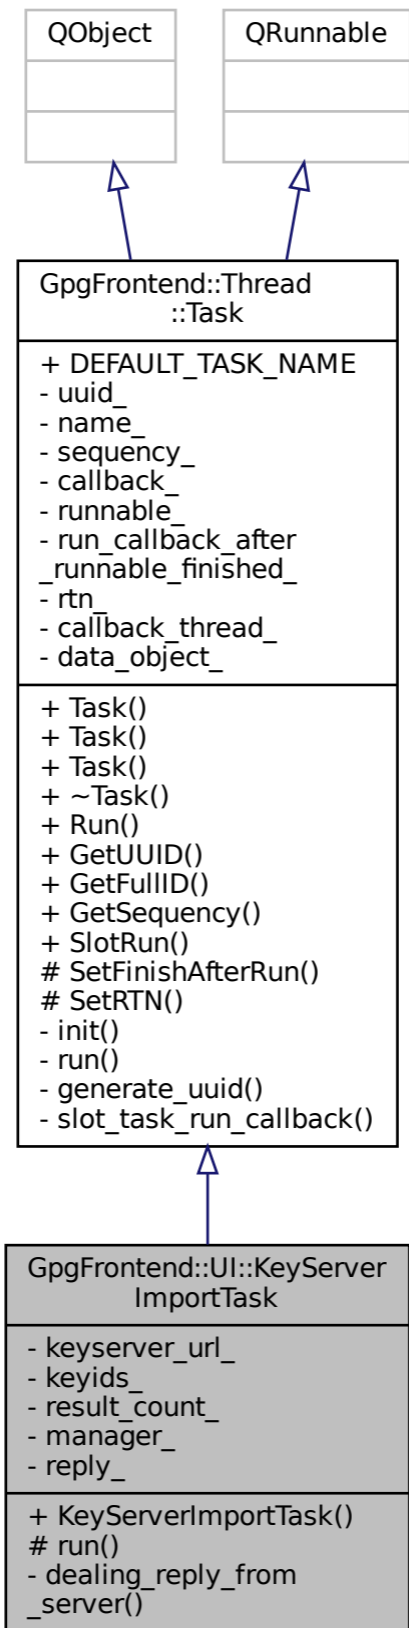 QObject
QRunnable
GpgFrontend::Thread
::Task
+ DEFAULT_TASK_NAME
- uuid_
- name_
- sequency_
- callback_
- runnable_
- run_callback_after
_runnable_finished_
- rtn_
- callback_thread_
- data_object_
+ Task()
+ Task()
+ Task()
+ ~Task()
+ Run()
+ GetUUID()
+ GetFullID()
+ GetSequency()
+ SlotRun()
# SetFinishAfterRun()
# SetRTN()
- init()
- run()
- generate_uuid()
- slot_task_run_callback()
GpgFrontend::UI::KeyServer
ImportTask
- keyserver_url_
- keyids_
- result_count_
- manager_
- reply_
+ KeyServerImportTask()
# run()
- dealing_reply_from
_server()